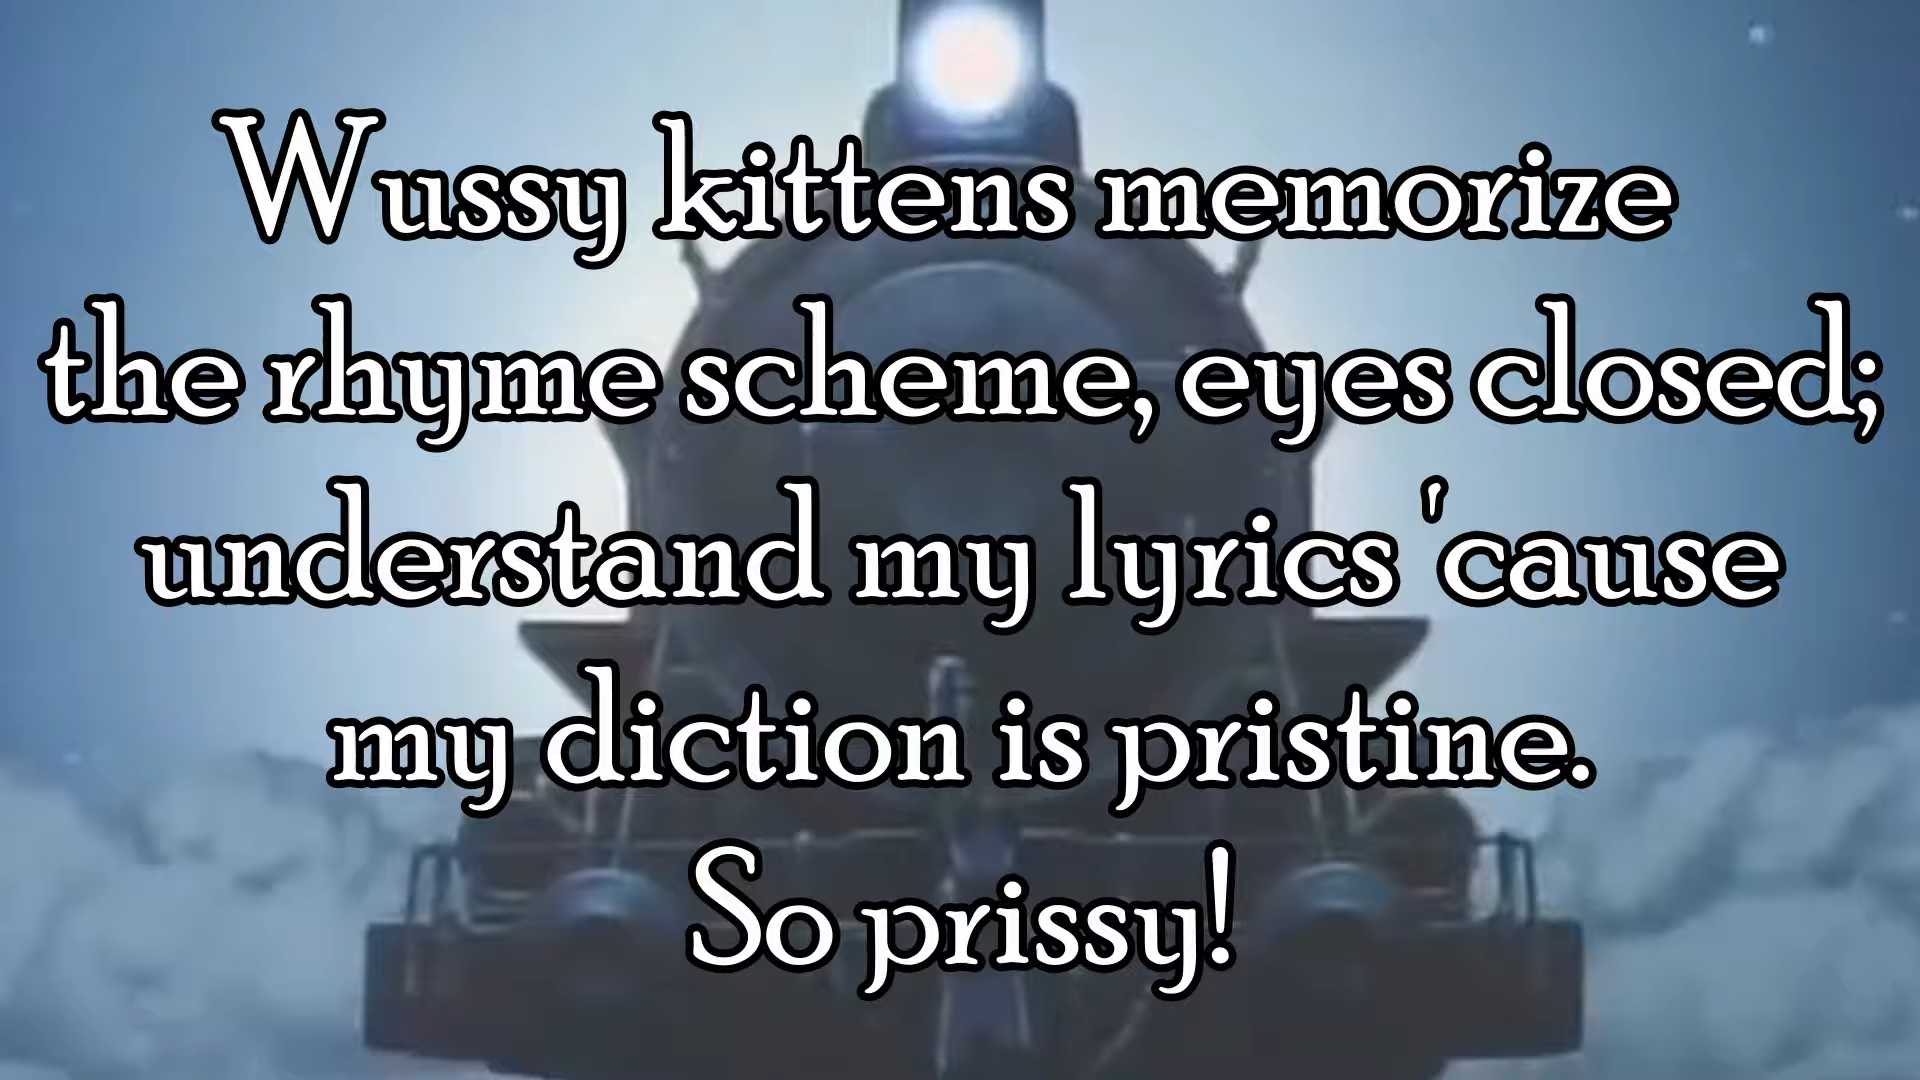 Wussy kittens memorize
the rhyme scheme, eyes closed;
understand my lyrics 'cause
my diction is pristine.
So prissy!